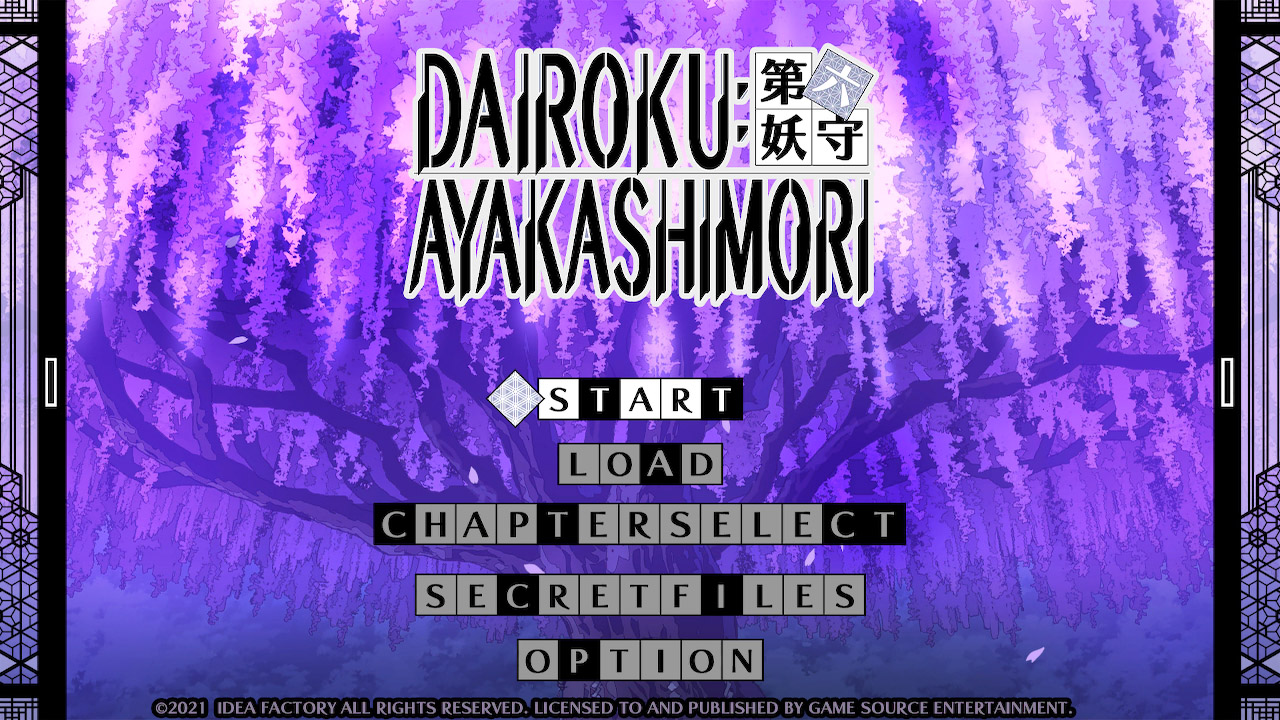 DAIROKU: 第六
妖守
AYAKASHIMORI
START
LOAD
CHAPTERSELECT
SECRETFILES
OPTION
©2021 IDEA FACTORY ALL RIGHTS RESERVED. LICENSED TO AND PUBLISHED BY GAME SOURCE ENTERTAINMENT.